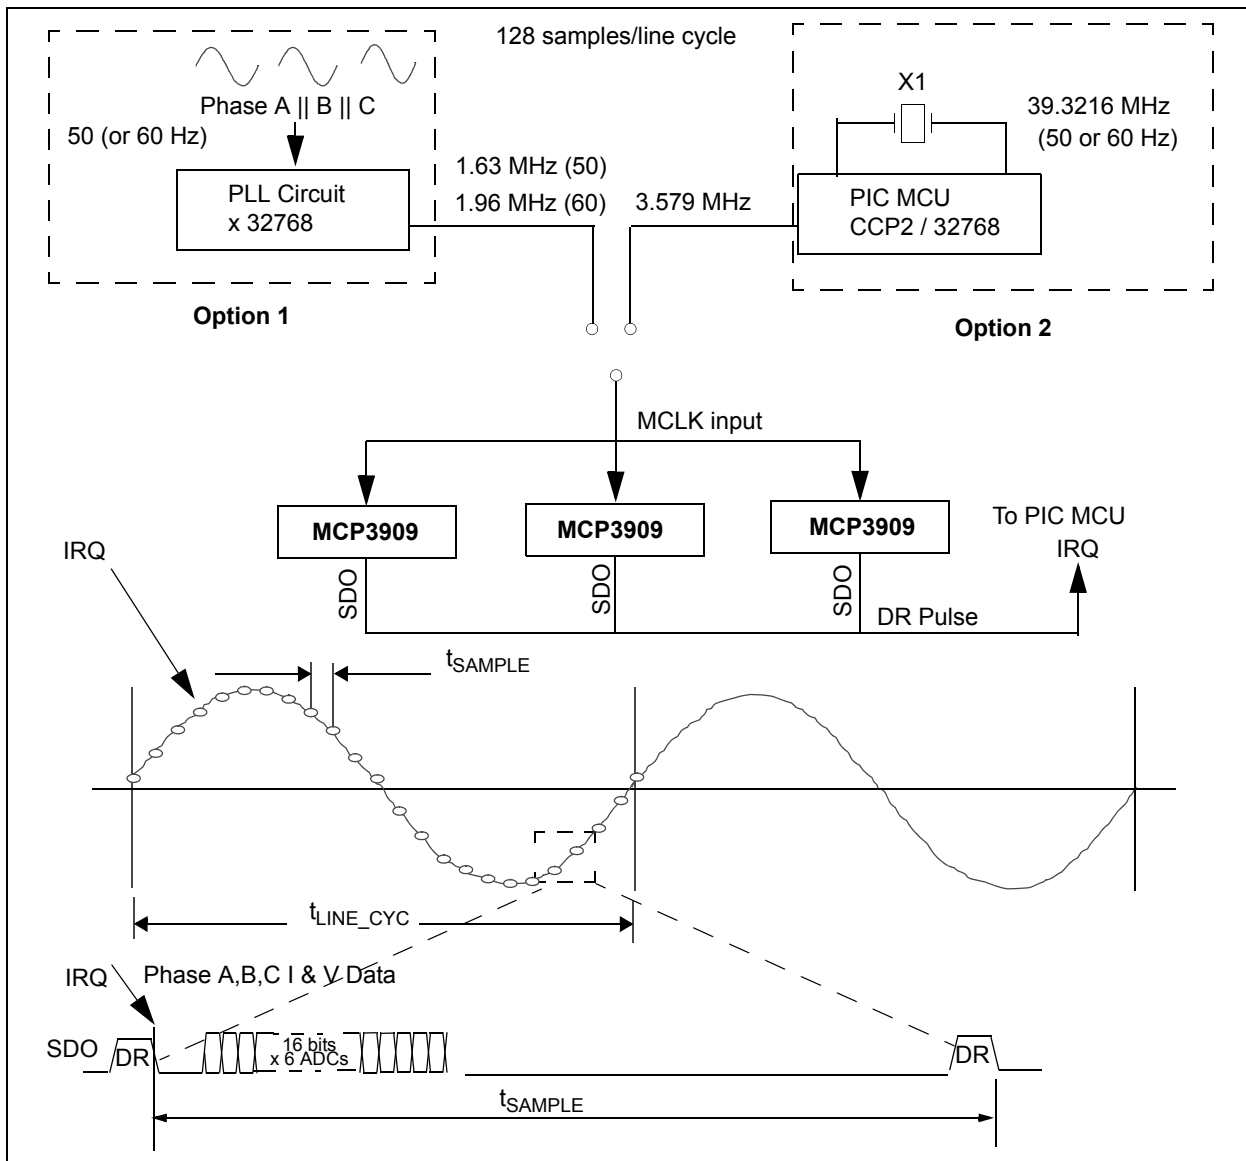 128 samples/line cycle
Phase A || B || C
50 (or 60 Hz)
PLL Circuit
x 32768
1.63 MHz (50)
1.96 MHz (60)
Option 1
3.579 MHz
X1
39.3216 MHz
(50 or 60 Hz)
PIC MCU
CCP2 / 32768
Option 2
MCLK input
MCP3909
MCP3909
MCP3909
SDO
SDO
SDO
To PIC MCU
IRQ
DR Pulse
IRQ
tSAMPLE
tLINE_CYC
IRQ
Phase A,B,C I & V Data
SDO
DR
16 bits
x 6 ADCs
DR
tSAMPLE